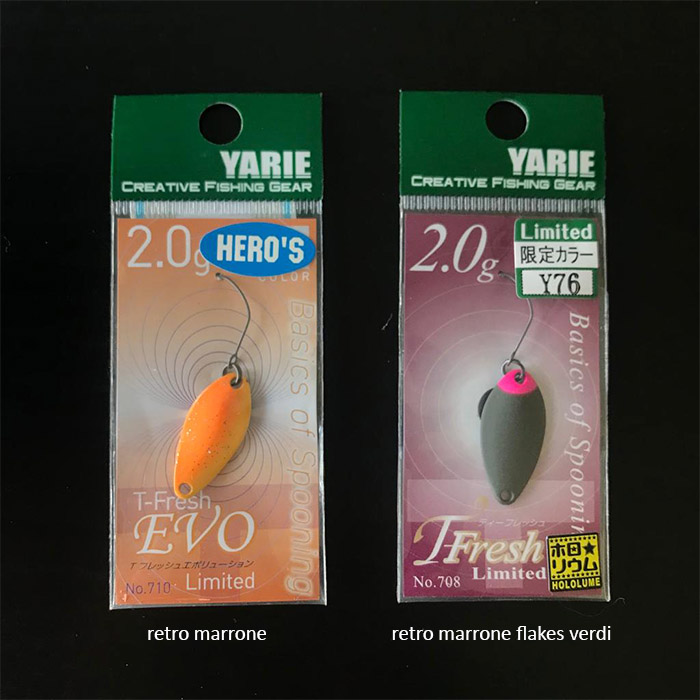 YARIE
CREATIVE FISHING GEAR
2.0g
HERO'S
COLOR
Basics of Spooning
T-Fresh
EVO
Tフレッシュエボリューション
No.710 Limited
retro marrone
YARIE
CREATIVE FISHING GEAR
2.0g
Limited
限定カラー
Y76
Basics of Spooning
ティーフレッシュ
T Fresh
No.708 Limited
ホロ★
リウム
HOLOLUME
retro marrone flakes verdi